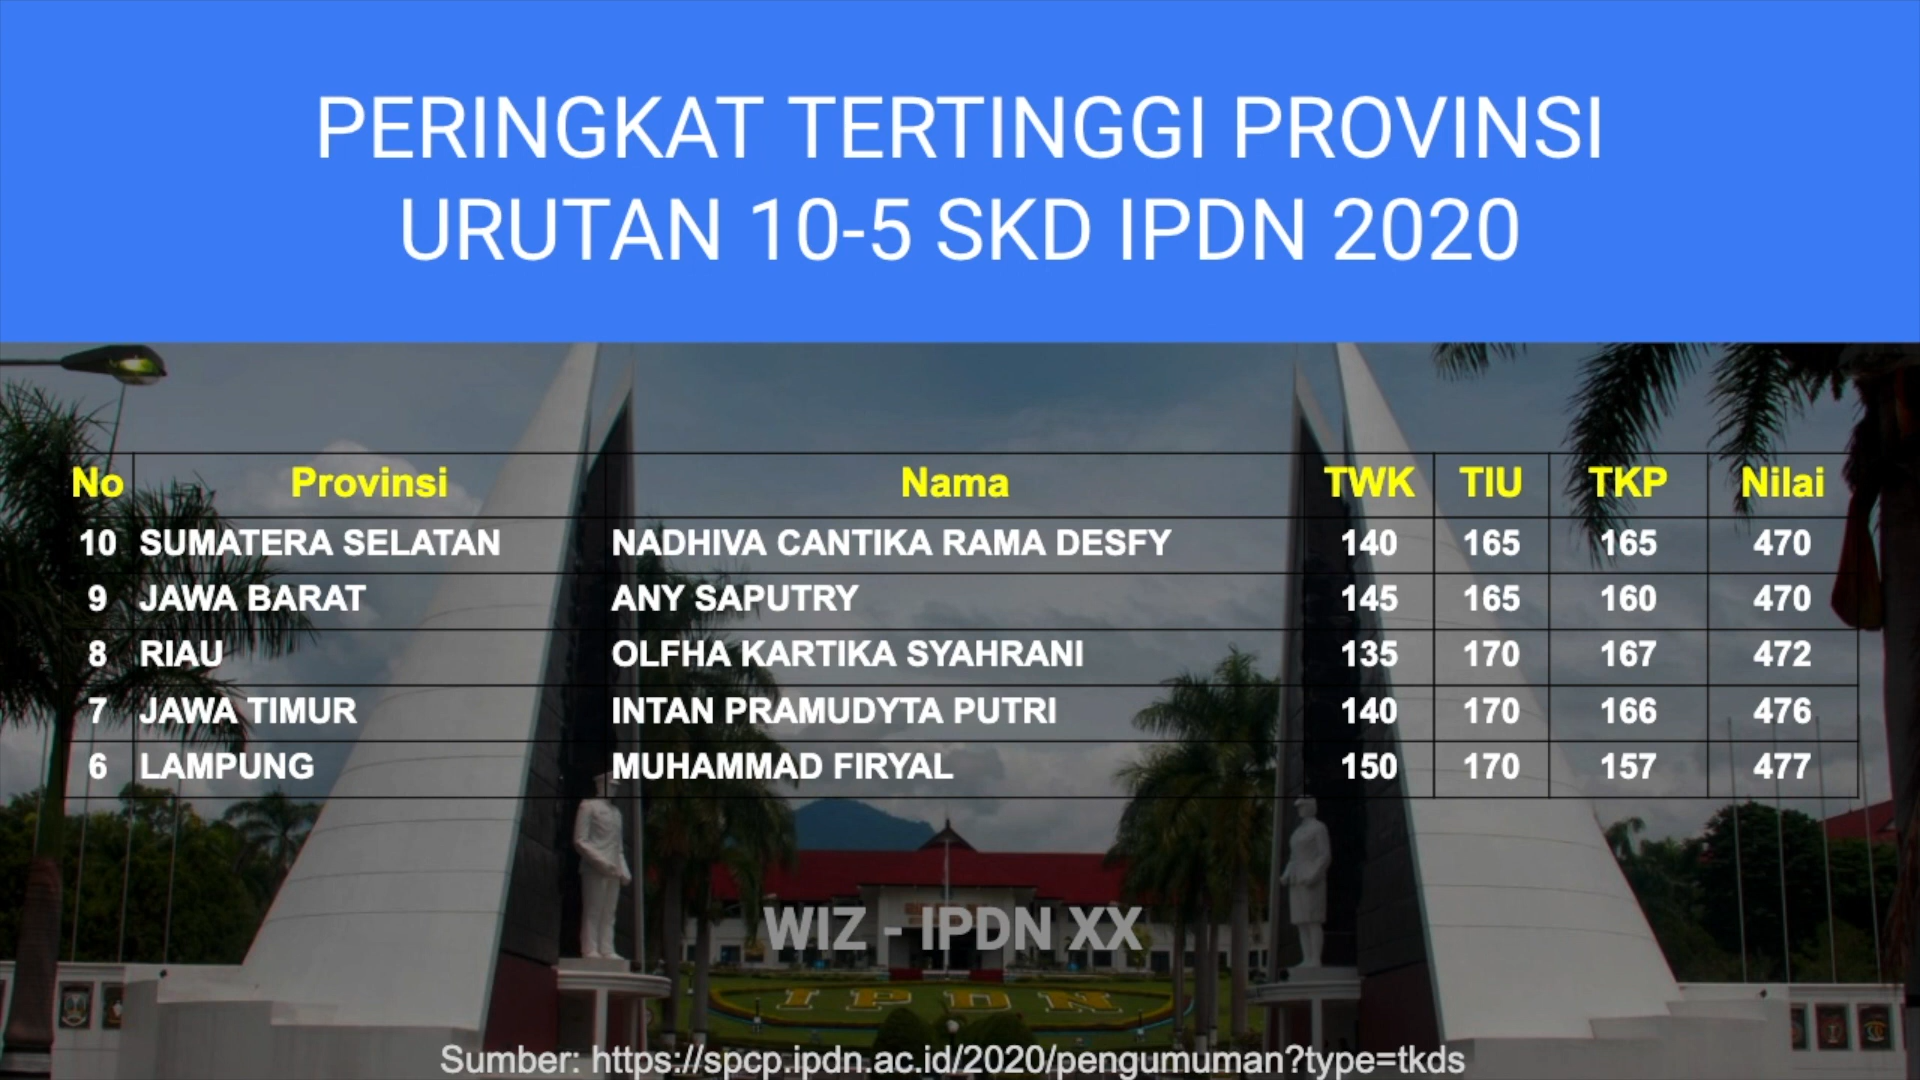 PERINGKAT TERTINGGI PROVINSI
URUTAN 10-5 SKD IPDN 2020
No Provinsi Nama TWK TIU TKP Nilai
10 SUMATERA SELATAN NADHIVA CANTIKA RAMA DESFY 140 165 165 470
9 JAWA BARAT ANY SAPUTRY 145 165 160 470
8 RIAU OLFHA KARTIKA SYAHRANI 135 170 167 472
7 JAWA TIMUR INTAN PRAMUDYTA PUTRI 140 170 166 476
6 LAMPUNG MUHAMMAD FIRYAL 150 170 157 477
WIZ - IPDN XX
IPDN
Sumber: https://spcp.ipdn.ac.id/2020/pengumuman?type=tkds